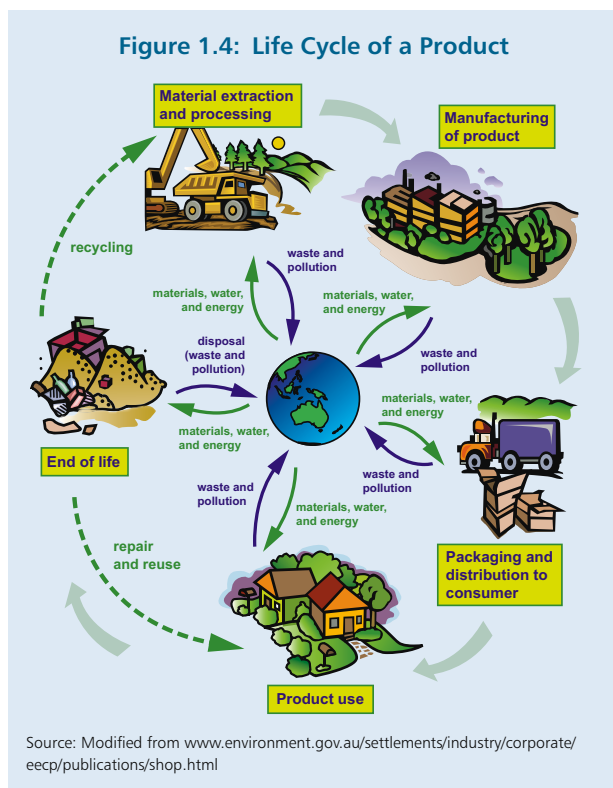 Figure 1.4: Life Cycle of a Product
Material extraction
and processing
Manufacturing
of product
recycling
waste and
pollution
materials, water,
and energy
materials, water,
and energy
disposal
(waste and
pollution)
waste and
pollution
materials, water,
and energy
materials, water,
and energy
End of life
waste and
pollution
waste and
pollution
materials, water,
and energy
repair
and reuse
Packaging and
distribution to
consumer
Product use
Source: Modified from www.environment.gov.au/settlements/industry/corporate/
eecp/publications/shop.html